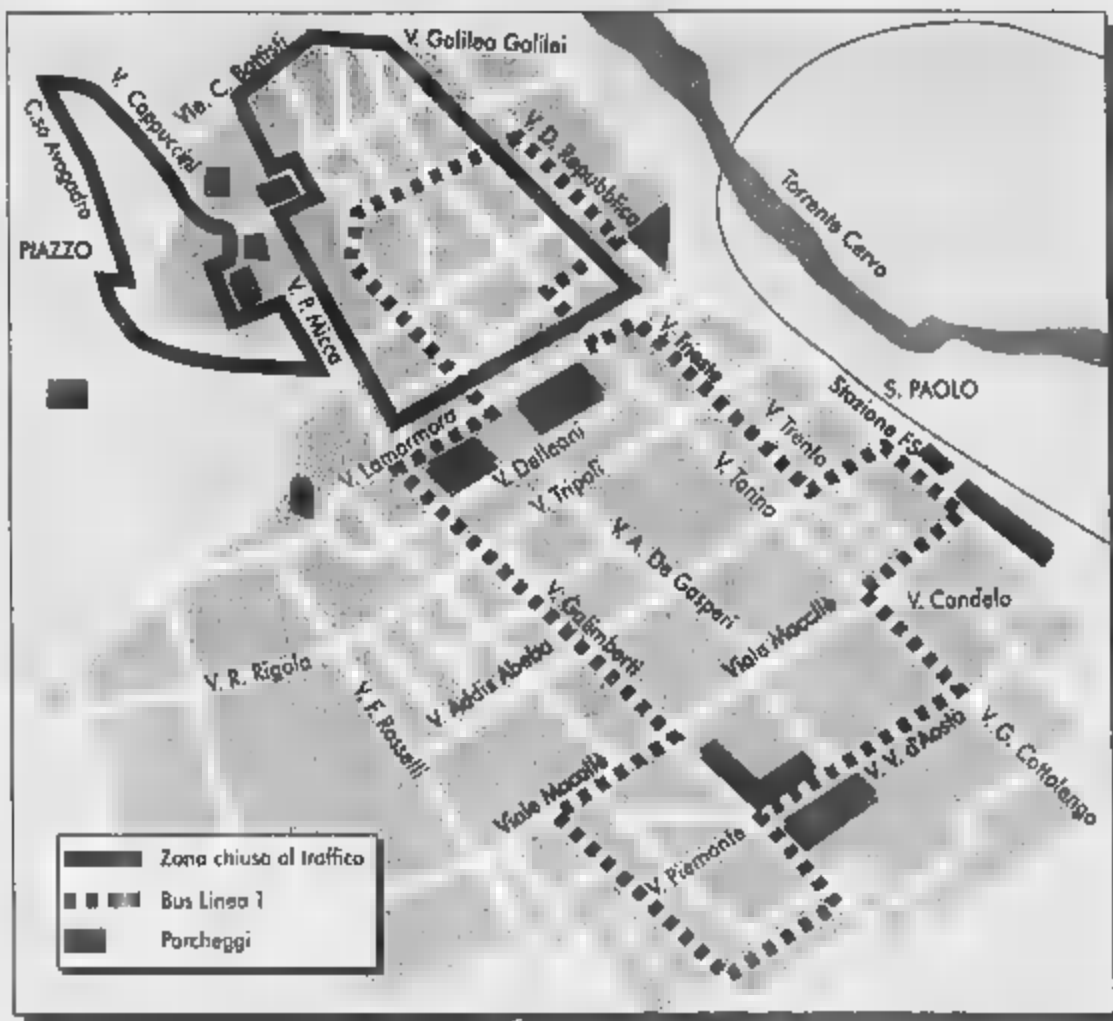 V. Galileo Galilei
Via. C. Battisti
V. Cappuccini
C.so Avogadro
V. D. Repubblica
Torrente Cervo
PIAZZO
V. P. Micca
V. Trieste
S. PAOLO
Stazione FS
V. Trento
V. Lamarmora
V. Delleani
V. Tripoli
V. Torino
V. A. De Gasperi
V. Candelo
V. Galimberti
Viale Macallè
V. R. Rigola
V. Addis Abeba
V. F. Rosselli
V. G. Cottolengo
V. V. d'Aosta
Viale Macallè
V. Piemonte
Zona chiusa al traffico
Bus Linea 1
Parcheggi